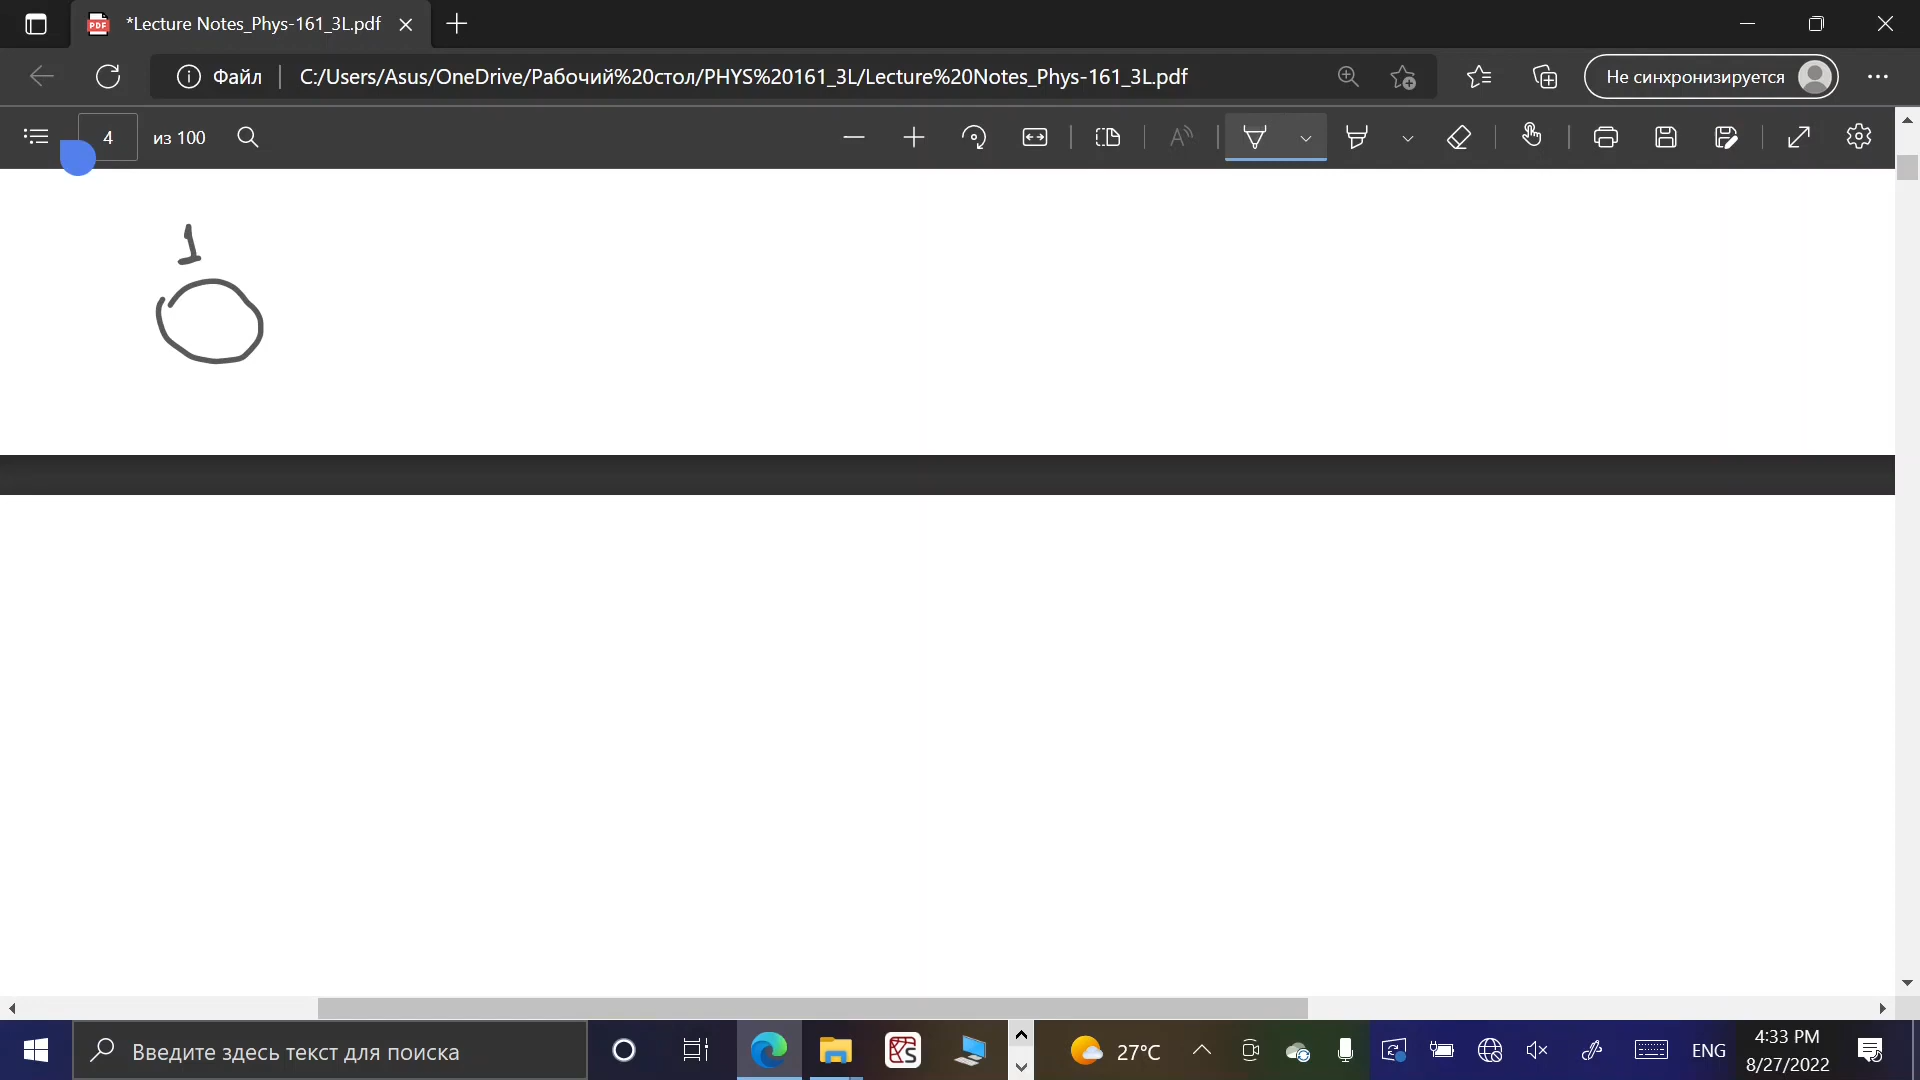 *Lecture Notes_Phys-161_3L.pdf
Файл C:/Users/Asus/OneDrive/Рабочий%20стол/PHYS%20161_3L/Lecture%20Notes_Phys-161_3L.pdf Не синхронизируется
4 из 100
1
Введите здесь текст для поиска 27°C ENG 4:33 PM
8/27/2022